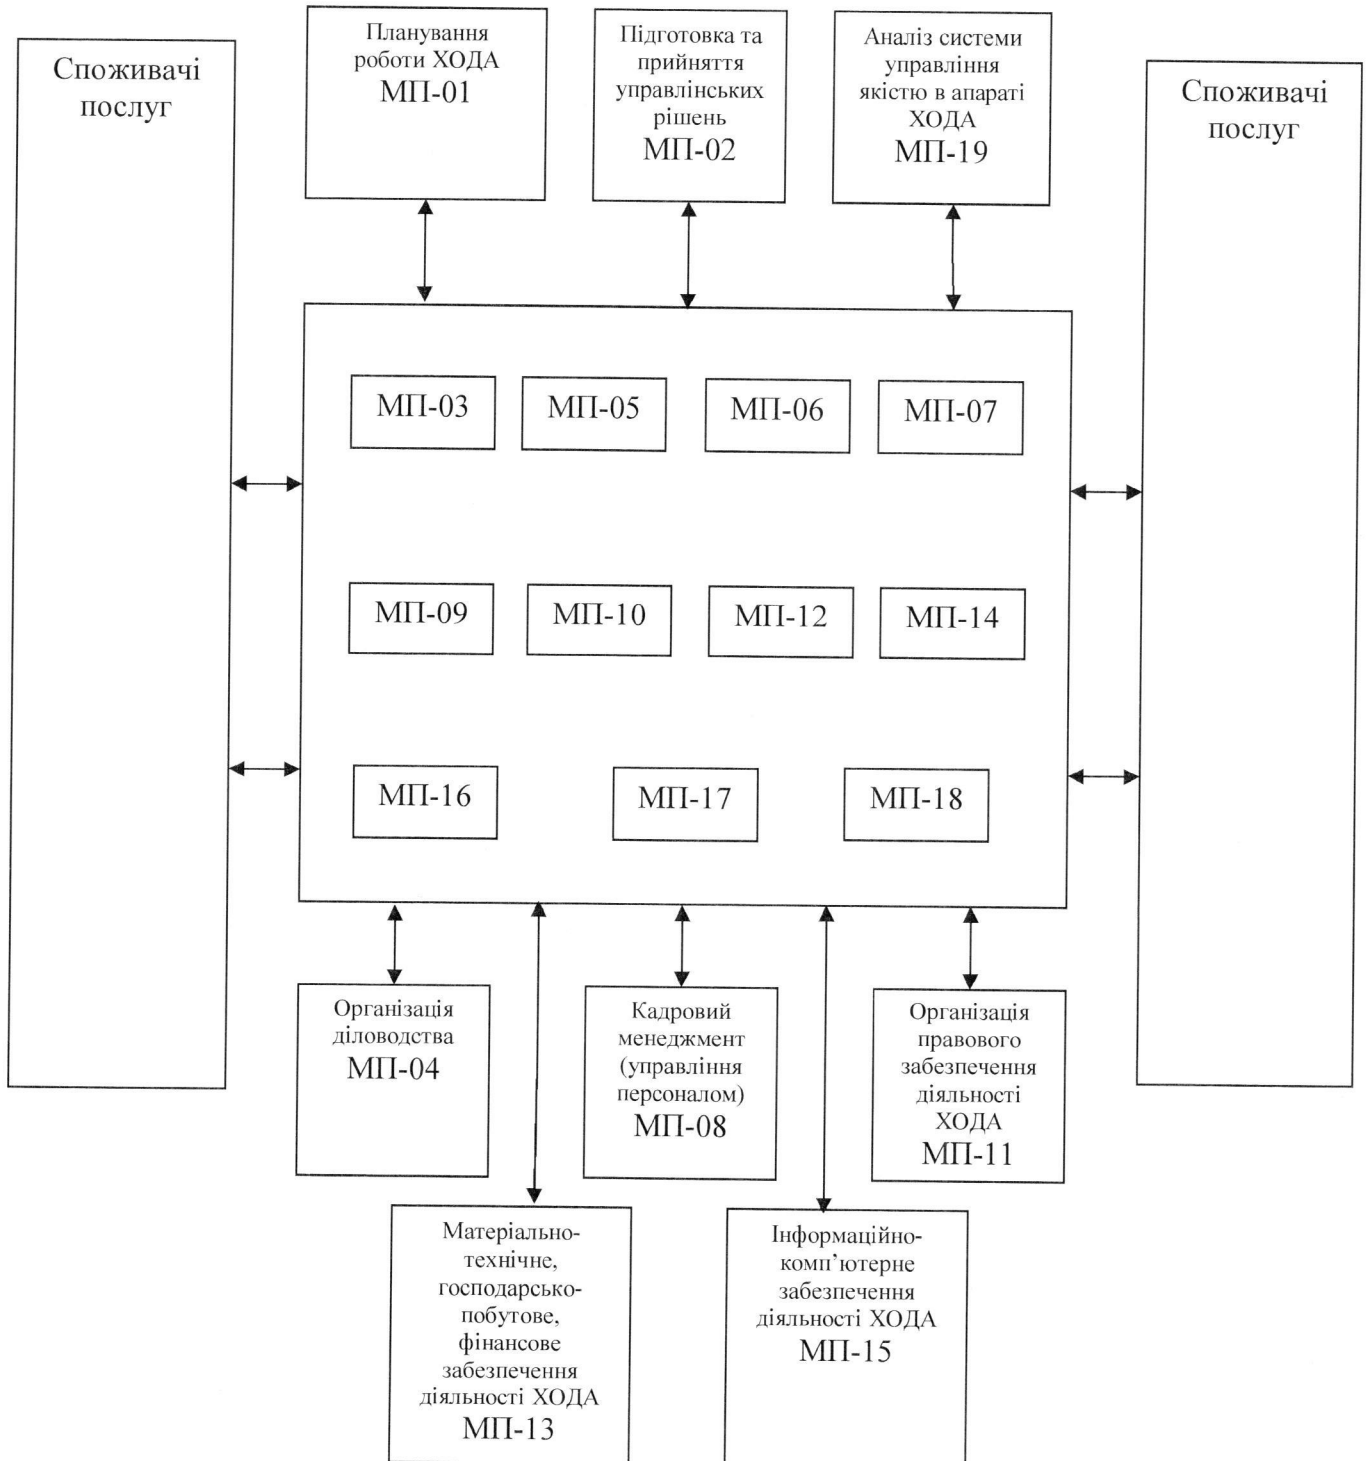 Споживачі
послуг
Планування
роботи ХОДА
МП-01
Підготовка та
прийняття
управлінських
рішень
МП-02
Аналіз системи
управління
якістю в апараті
ХОДА
МП-19
Споживачі
послуг
МП-03
МП-05
МП-06
МП-07
МП-09
МП-10
МП-12
МП-14
МП-16
МП-17
МП-18
Організація
діловодства
МП-04
Кадровий
менеджмент
(управління
персоналом)
МП-08
Організація
правового
забезпечення
діяльності
ХОДА
МП-11
Матеріально-
технічне,
господарсько-
побутове,
фінансове
забезпечення
діяльності ХОДА
МП-13
Інформаційно-
комп’ютерне
забезпечення
діяльності ХОДА
МП-15